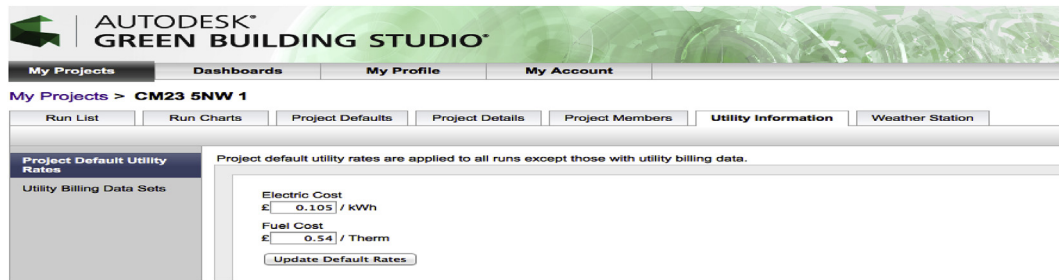 AUTODESK®
GREEN BUILDING STUDIO®
My Projects Dashboards My Profile My Account
My Projects > CM23 5NW 1
Run List Run Charts Project Defaults Project Details Project Members Utility Information Weather Station
Project Default Utility Rates
Utility Billing Data Sets
Project default utility rates are applied to all runs except those with utility billing data.
Electric Cost
£ 0.105 / kWh
Fuel Cost
£ 0.54 / Therm
Update Default Rates